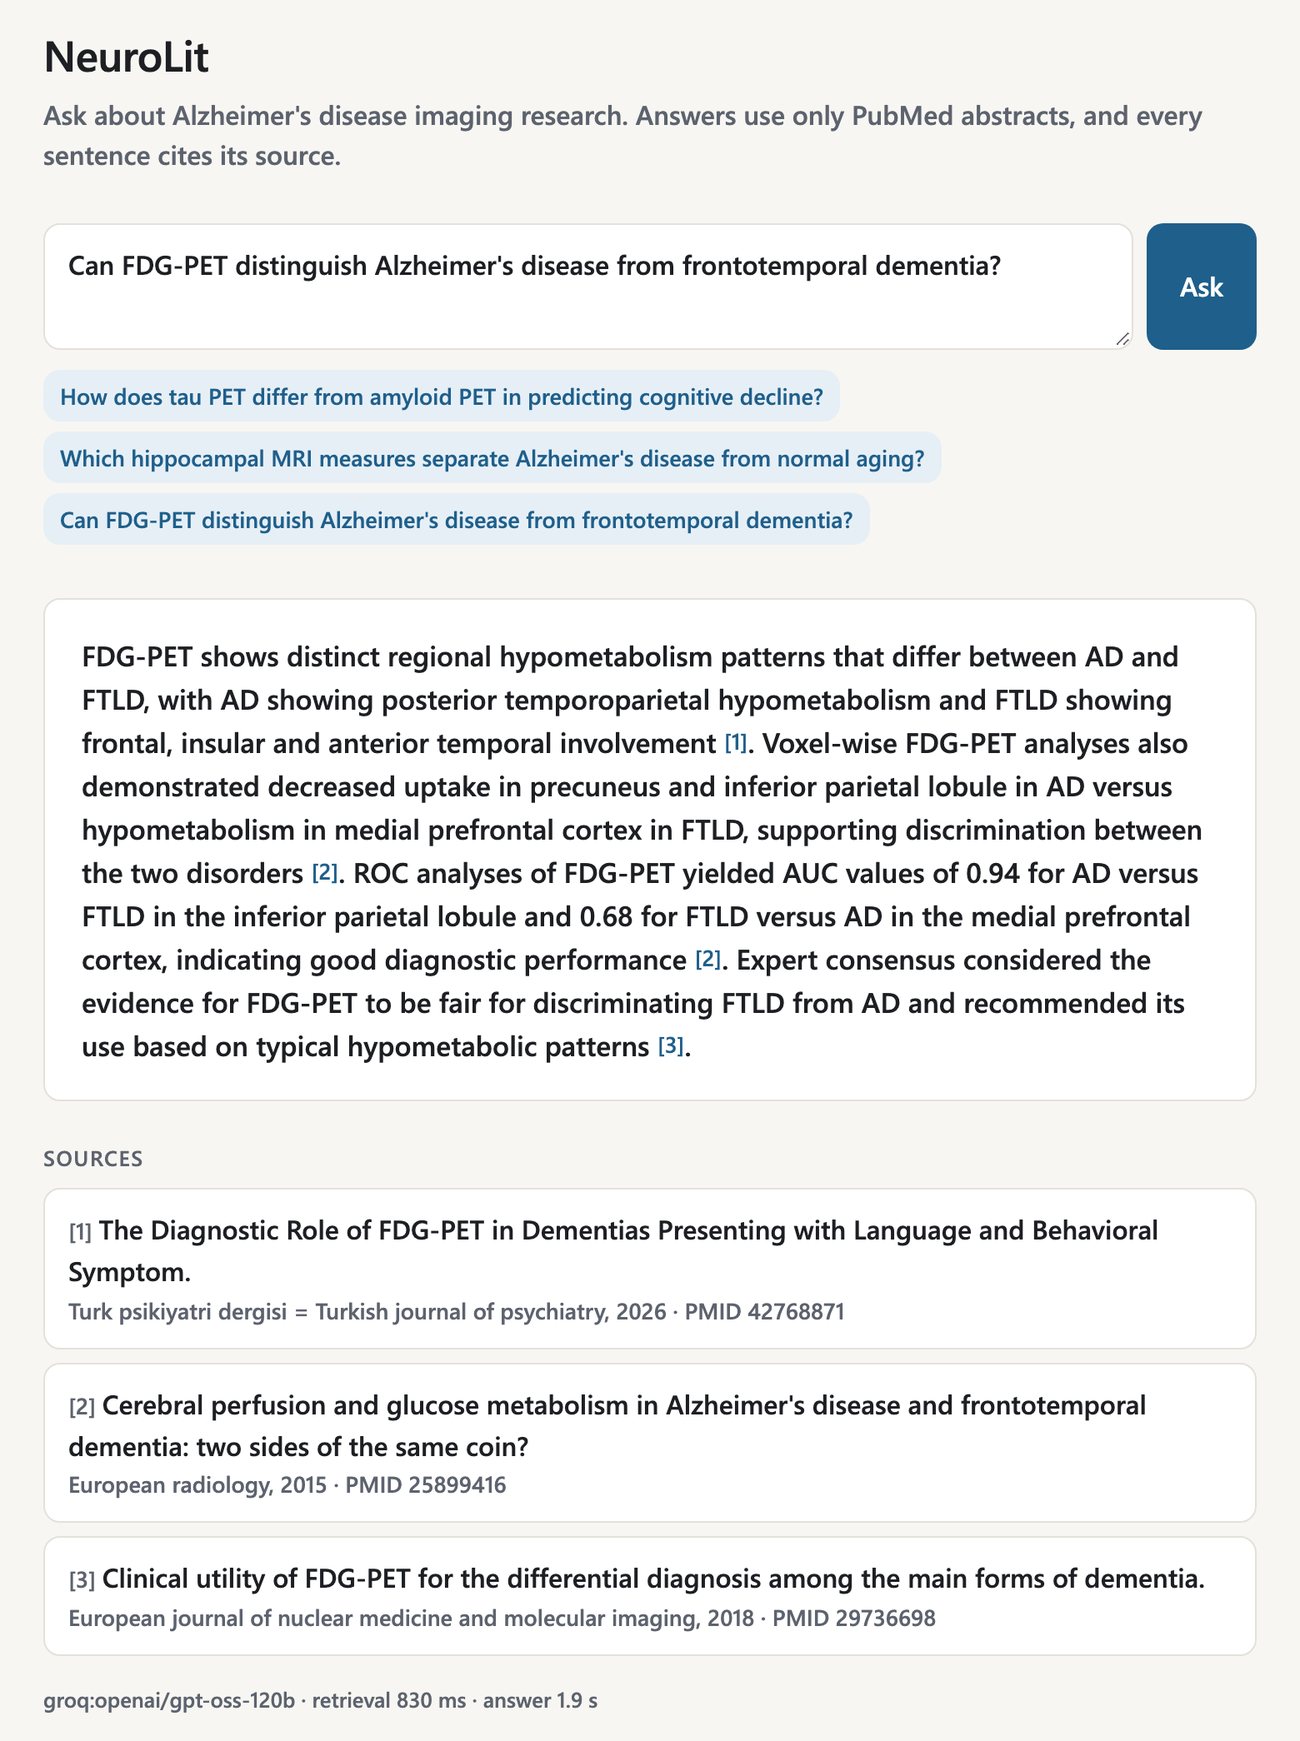 NeuroLit
Ask about Alzheimer's disease imaging research. Answers use only PubMed abstracts, and every
sentence cites its source.
Can FDG-PET distinguish Alzheimer's disease from frontotemporal dementia?
Ask
How does tau PET differ from amyloid PET in predicting cognitive decline?
Which hippocampal MRI measures separate Alzheimer's disease from normal aging?
Can FDG-PET distinguish Alzheimer's disease from frontotemporal dementia?
FDG-PET shows distinct regional hypometabolism patterns that differ between AD and
FTLD, with AD showing posterior temporoparietal hypometabolism and FTLD showing
frontal, insular and anterior temporal involvement [1]. Voxel-wise FDG-PET analyses also
demonstrated decreased uptake in precuneus and inferior parietal lobule in AD versus
hypometabolism in medial prefrontal cortex in FTLD, supporting discrimination between
the two disorders [2]. ROC analyses of FDG-PET yielded AUC values of 0.94 for AD versus
FTLD in the inferior parietal lobule and 0.68 for FTLD versus AD in the medial prefrontal
cortex, indicating good diagnostic performance [2]. Expert consensus considered the
evidence for FDG-PET to be fair for discriminating FTLD from AD and recommended its
use based on typical hypometabolic patterns [3].
SOURCES
[1] The Diagnostic Role of FDG-PET in Dementias Presenting with Language and Behavioral
Symptom.
Turk psikiyatri dergisi = Turkish journal of psychiatry, 2026 · PMID 42768871
[2] Cerebral perfusion and glucose metabolism in Alzheimer's disease and frontotemporal
dementia: two sides of the same coin?
European radiology, 2015 · PMID 25899416
[3] Clinical utility of FDG-PET for the differential diagnosis among the main forms of dementia.
European journal of nuclear medicine and molecular imaging, 2018 · PMID 29736698
groq:openai/gpt-oss-120b · retrieval 830 ms · answer 1.9 s